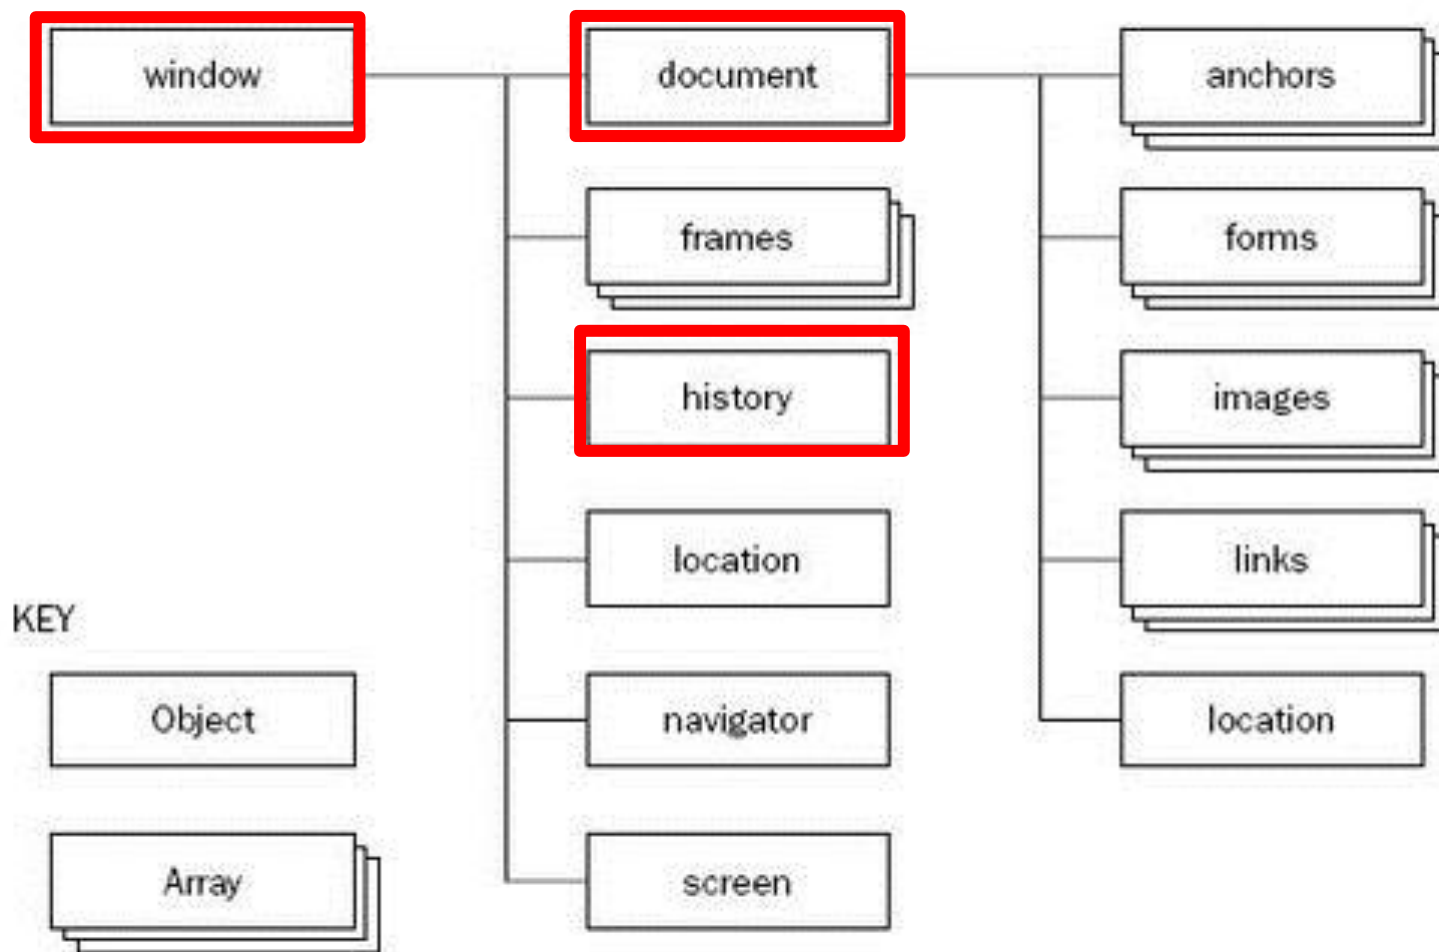 window
document
anchors
frames
forms
history
images
location
links
KEY
Object
navigator
location
Array
screen